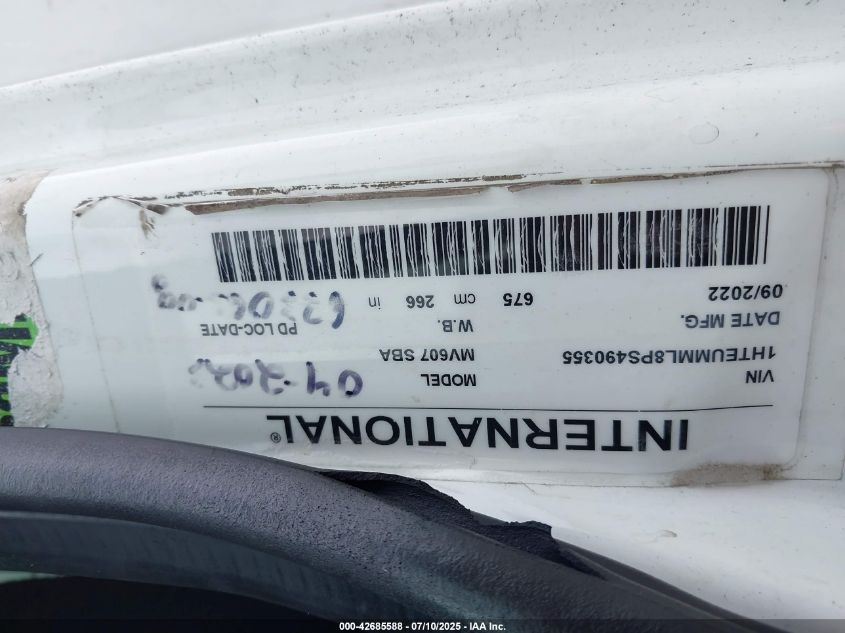 INTERNATIONAL®
VIN MODEL
1HTEUMML8PS490355 MV607 SBA
DATE MFG. W.B. PD LOC-DATE
09/2022 675 cm 266 in
000-42685588 - 07/10/2025 - IAA Inc.